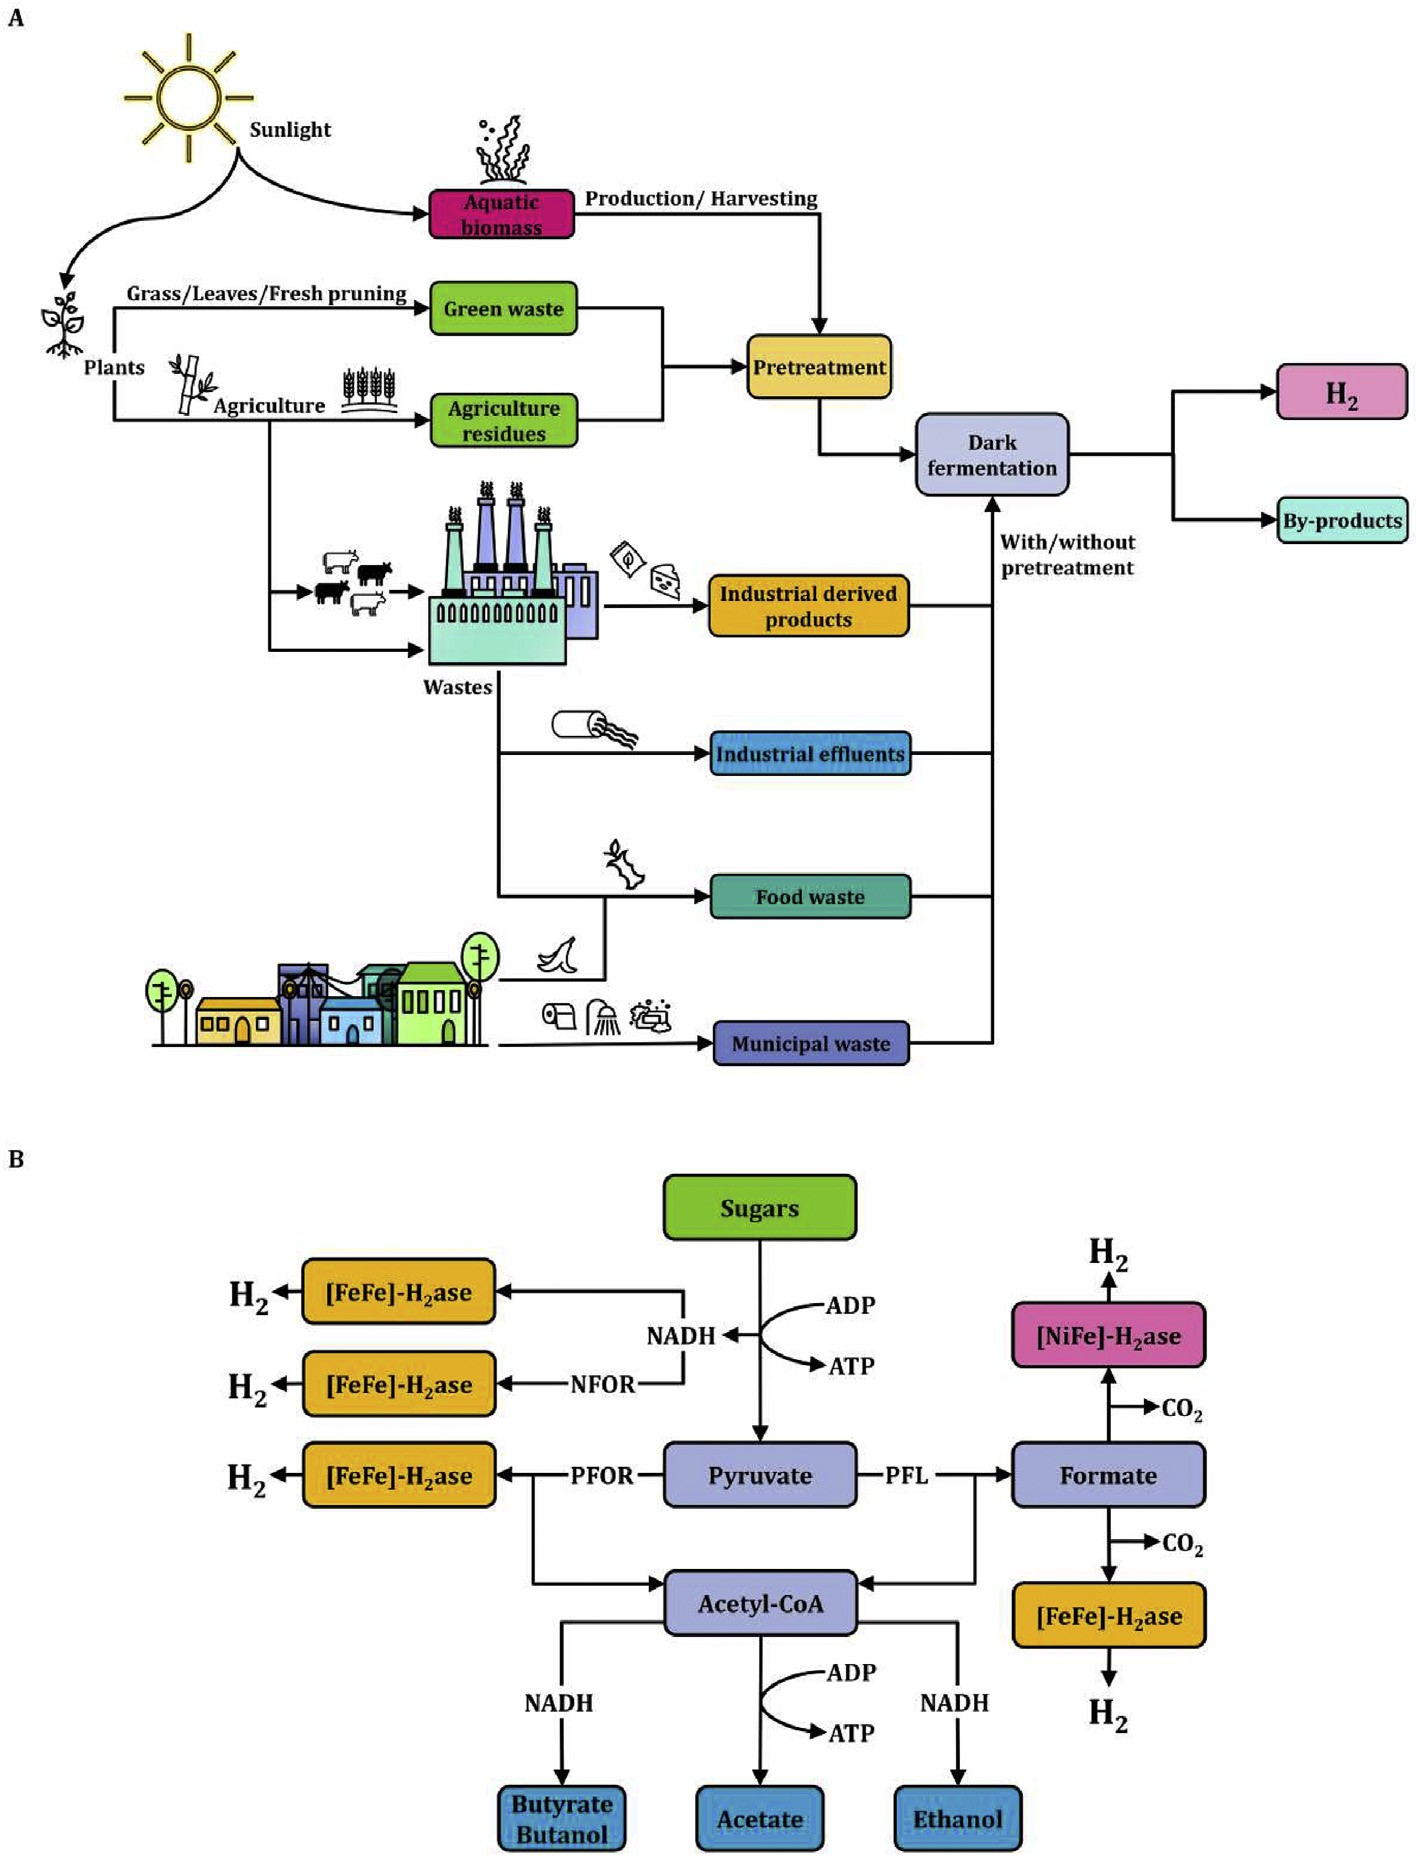 A
Sunlight
Aquatic
biomass
Production/ Harvesting
Grass/Leaves/Fresh pruning
Green waste
Plants
Pretreatment
Agriculture
Agriculture
residues
H₂
Dark
fermentation
By-products
With/without
pretreatment
Industrial derived
products
Wastes
Industrial effluents
Food waste
Municipal waste
B
Sugars
H₂
[FeFe]-H₂ase
NADH
ADP
ATP
H₂
[NiFe]-H₂ase
H₂
[FeFe]-H₂ase
NFOR
CO₂
H₂
[FeFe]-H₂ase
PFOR
Pyruvate
PFL
Formate
CO₂
Acetyl-CoA
[FeFe]-H₂ase
ADP
NADH
NADH
ATP
H₂
Butyrate
Butanol
Acetate
Ethanol